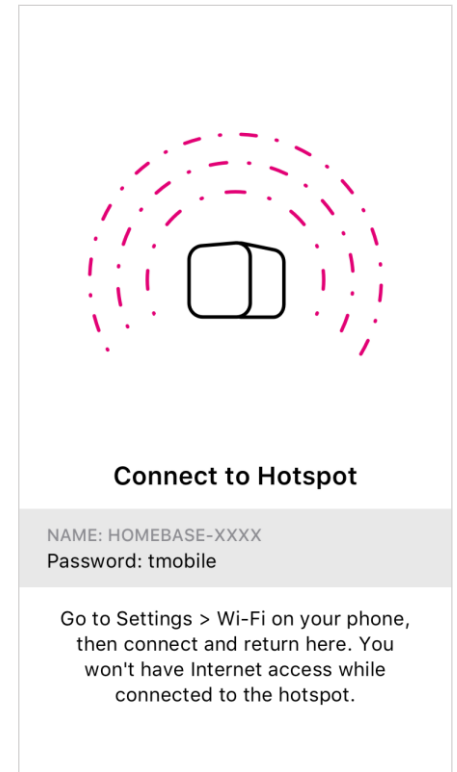 Connect to Hotspot
NAME: HOMEBASE-XXXX
Password: tmobile
Go to Settings > Wi-Fi on your phone,
then connect and return here. You
won't have Internet access while
connected to the hotspot.